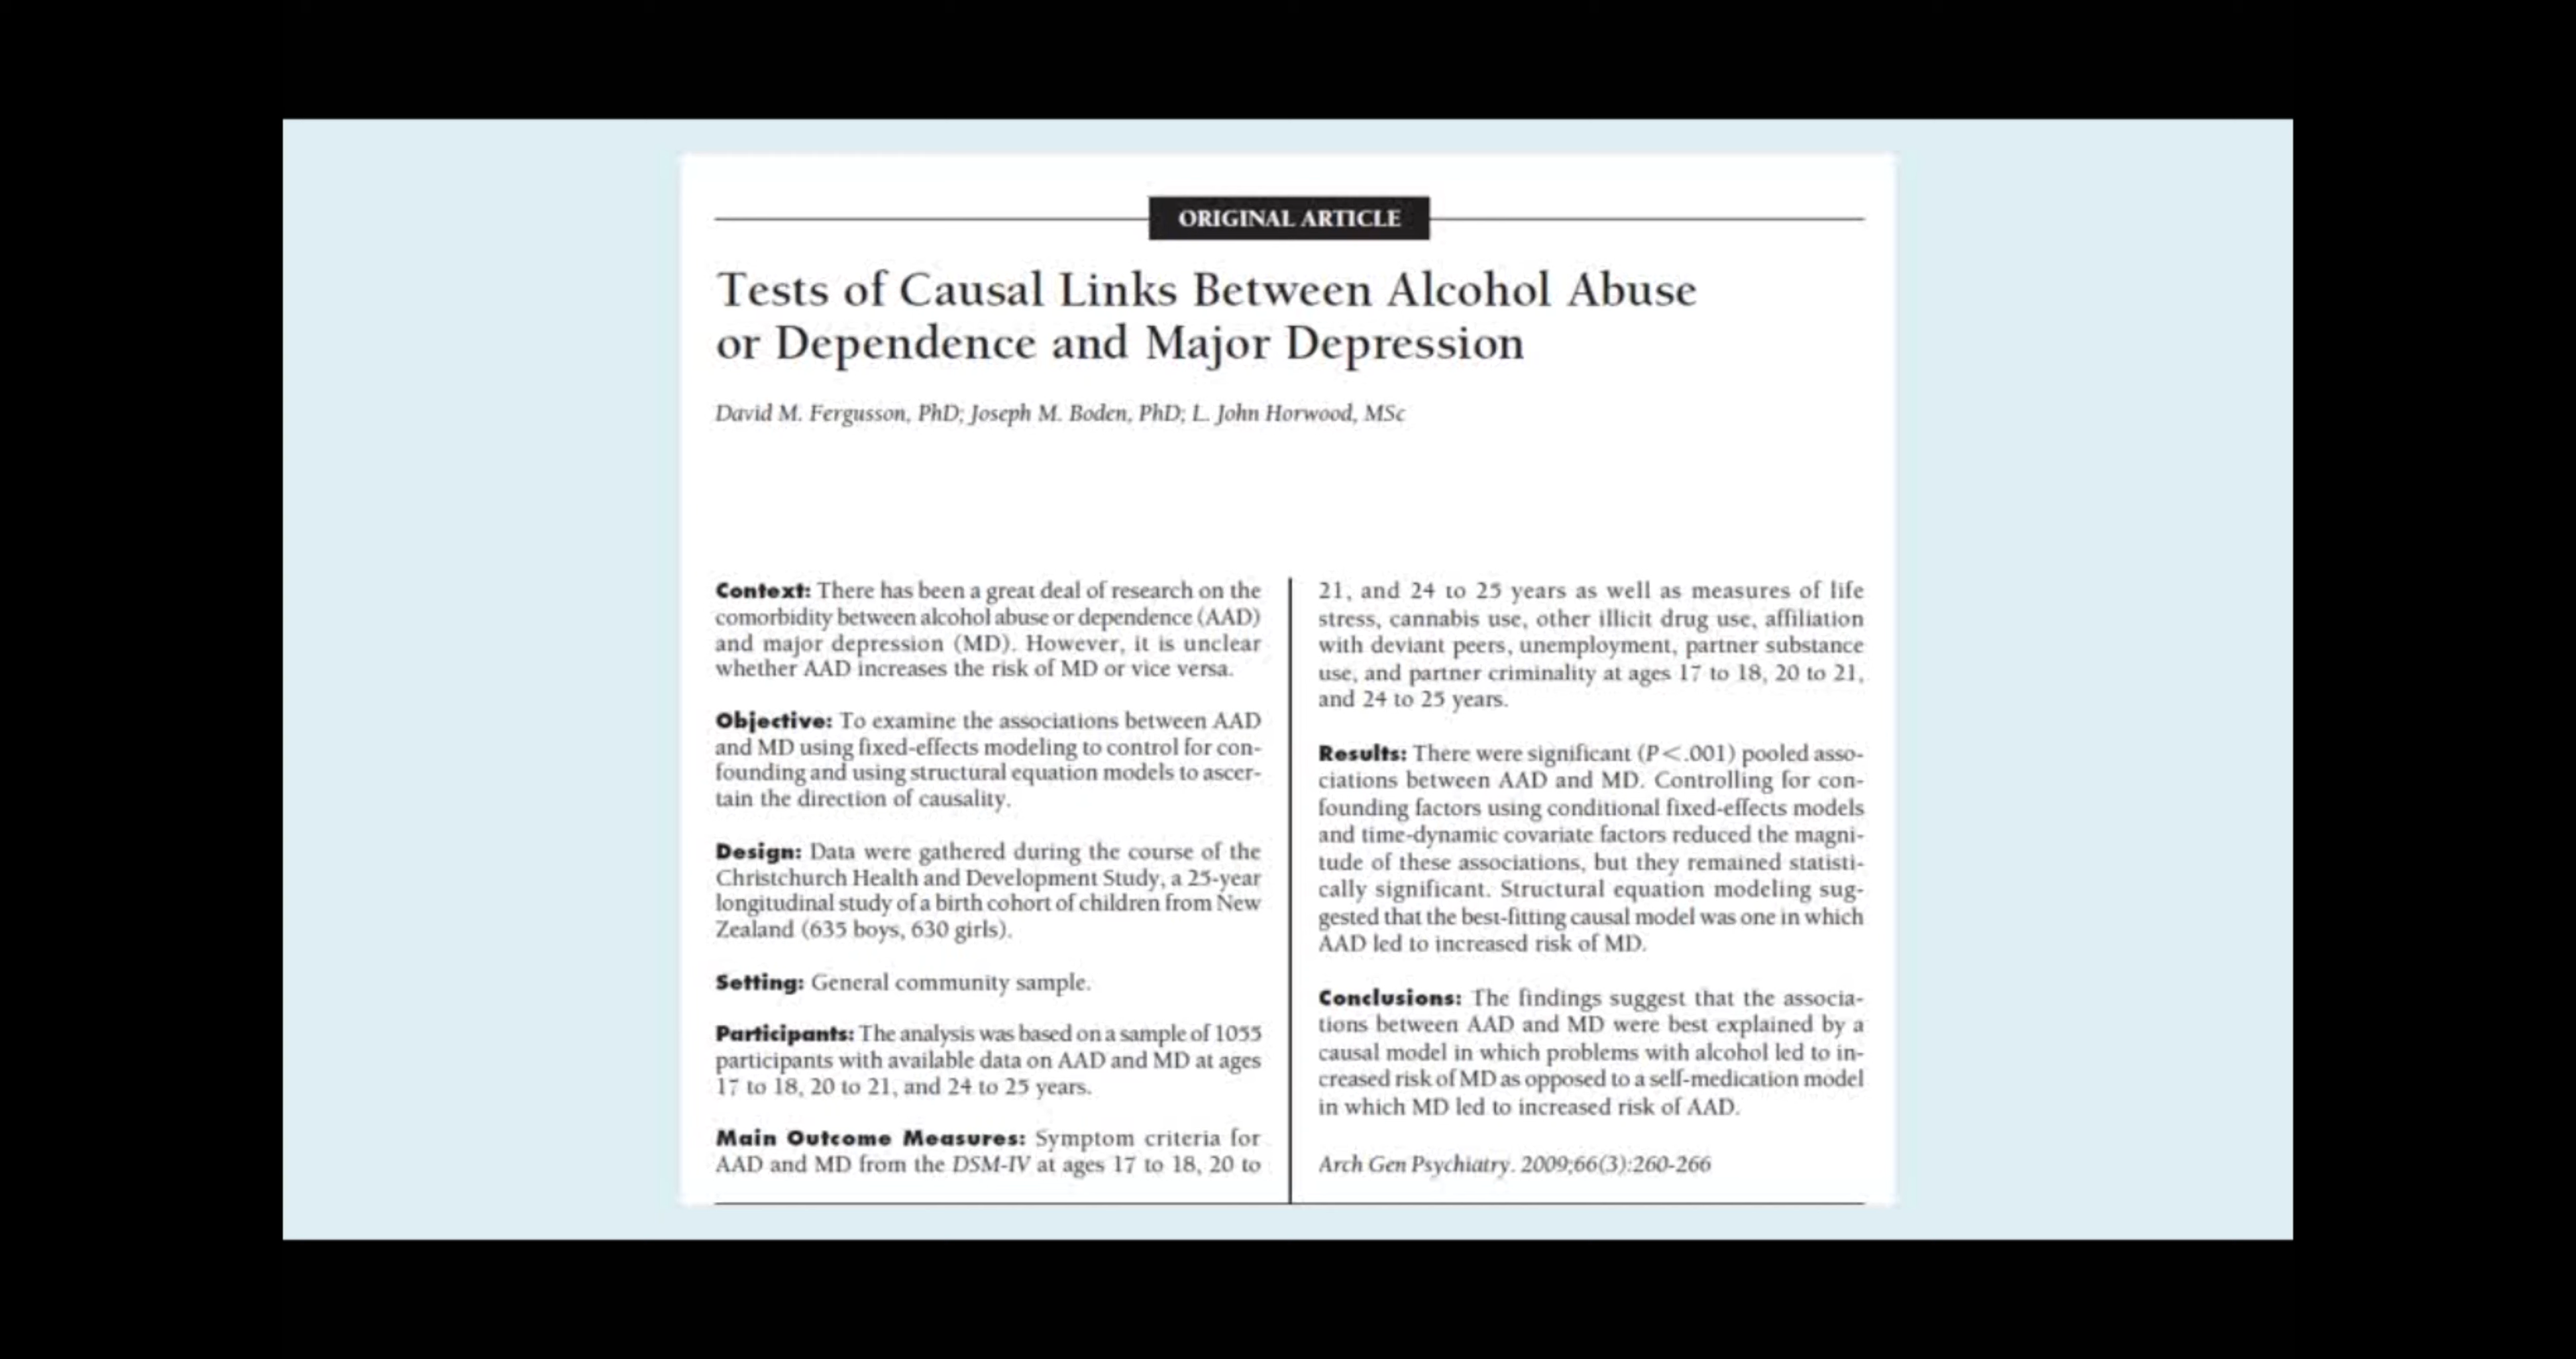 ORIGINAL ARTICLE
Tests of Causal Links Between Alcohol Abuse
or Dependence and Major Depression
David M. Fergusson, PhD; Joseph M. Boden, PhD; L. John Horwood, MSc
Context: There has been a great deal of research on the
comorbidity between alcohol abuse or dependence (AAD)
and major depression (MD). However, it is unclear
whether AAD increases the risk of MD or vice versa.
Objective: To examine the associations between AAD
and MD using fixed-effects modeling to control for con-
founding and using structural equation models to ascer-
tain the direction of causality.
Design: Data were gathered during the course of the
Christchurch Health and Development Study, a 25-year
longitudinal study of a birth cohort of children from New
Zealand (635 boys, 630 girls).
Setting: General community sample.
Participants: The analysis was based on a sample of 1055
participants with available data on AAD and MD at ages
17 to 18, 20 to 21, and 24 to 25 years.
Main Outcome Measures: Symptom criteria for
AAD and MD from the DSM-IV at ages 17 to 18, 20 to
21, and 24 to 25 years as well as measures of life
stress, cannabis use, other illicit drug use, affiliation
with deviant peers, unemployment, partner substance
use, and partner criminality at ages 17 to 18, 20 to 21,
and 24 to 25 years.
Results: There were significant (P<.001) pooled asso-
ciations between AAD and MD. Controlling for con-
founding factors using conditional fixed-effects models
and time-dynamic covariate factors reduced the magni-
tude of these associations, but they remained statisti-
cally significant. Structural equation modeling sug-
gested that the best-fitting causal model was one in which
AAD led to increased risk of MD.
Conclusions: The findings suggest that the associa-
tions between AAD and MD were best explained by a
causal model in which problems with alcohol led to in-
creased risk of MD as opposed to a self-medication model
in which MD led to increased risk of AAD.
Arch Gen Psychiatry. 2009;66(3):260-266